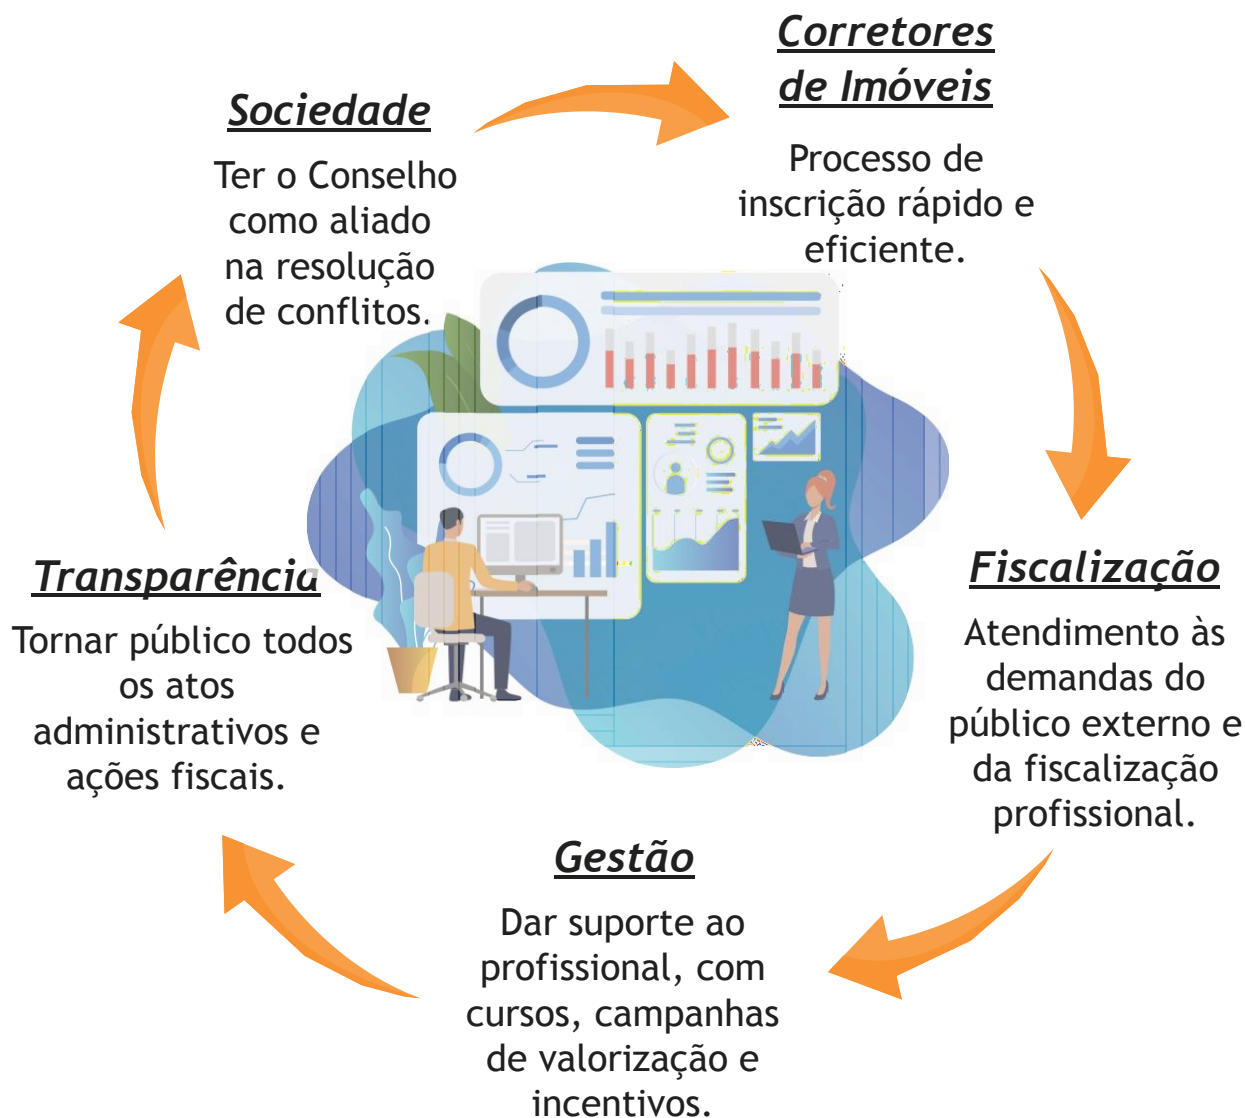 Corretores
de Imóveis
Processo de
inscrição rápido e
eficiente.
Sociedade
Ter o Conselho
como aliado
na resolução
de conflitos.
Fiscalização
Atendimento às
demandas do
público externo e
da fiscalização
profissional.
Transparência
Tornar público todos
os atos
administrativos e
ações fiscais.
Gestão
Dar suporte ao
profissional, com
cursos, campanhas
de valorização e
incentivos.